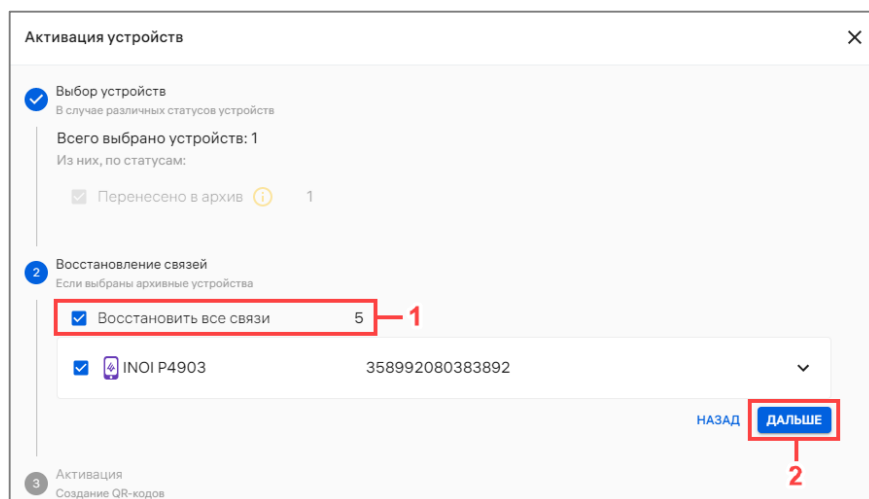 Активация устройств
Выбор устройств
В случае различных статусов устройств
Всего выбрано устройств: 1
Из них, по статусам:
Перенесено в архив 1
2 Восстановление связей
Если выбраны архивные устройства
Восстановить все связи 5 1
INOI P4903 358992080383892
НАЗАД ДАЛЬШЕ
2
3 Активация
Создание QR-кодов